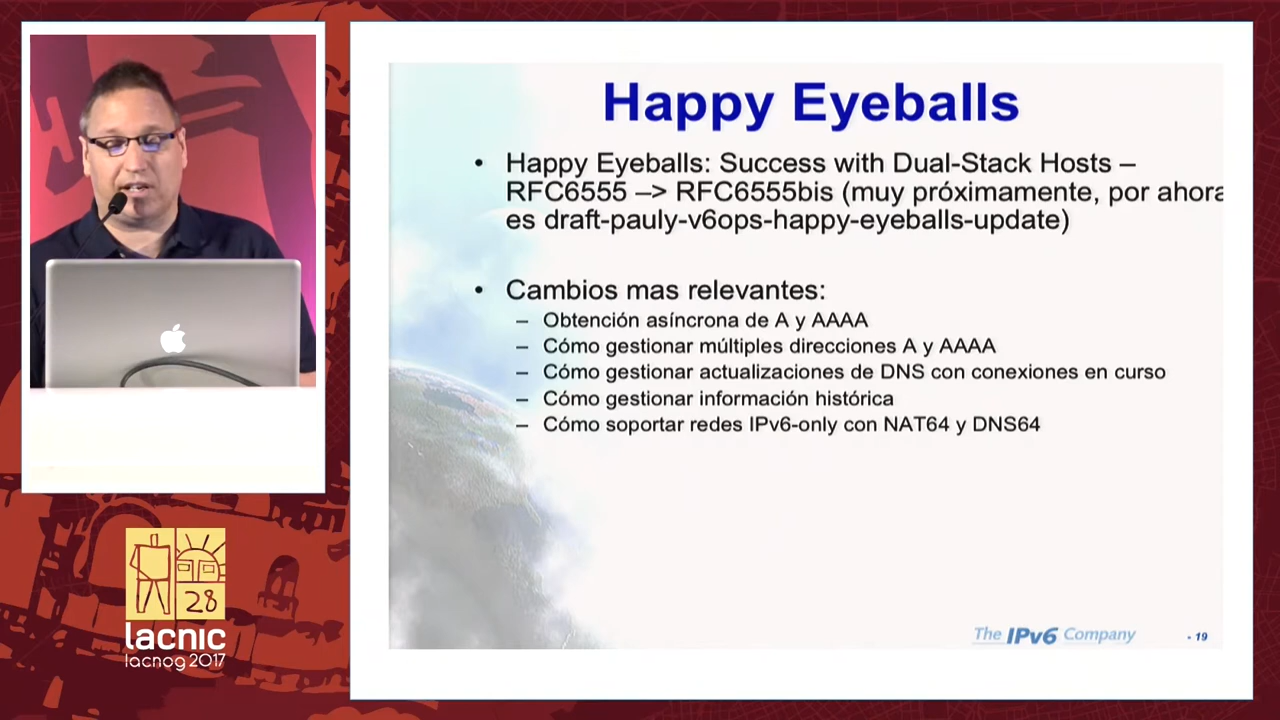 Happy Eyeballs
• Happy Eyeballs: Success with Dual-Stack Hosts –
RFC6555 –> RFC6555bis (muy próximamente, por ahora
es draft-pauly-v6ops-happy-eyeballs-update)
• Cambios mas relevantes:
– Obtención asíncrona de A y AAAA
– Cómo gestionar múltiples direcciones A y AAAA
– Cómo gestionar actualizaciones de DNS con conexiones en curso
– Cómo gestionar información histórica
– Cómo soportar redes IPv6-only con NAT64 y DNS64
The IPv6 Company
- 19
28
lacnic
lacnog 2017